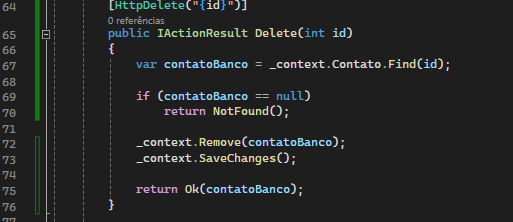 64 [HttpDelete("{id}")]
0 referências
65 public IActionResult Delete(int id)
66 {
67 var contatoBanco = _context.Contato.Find(id);
68
69 if (contatoBanco == null)
70 return NotFound();
71
72 _context.Remove(contatoBanco);
73 _context.SaveChanges();
74
75 return Ok(contatoBanco);
76 }
77